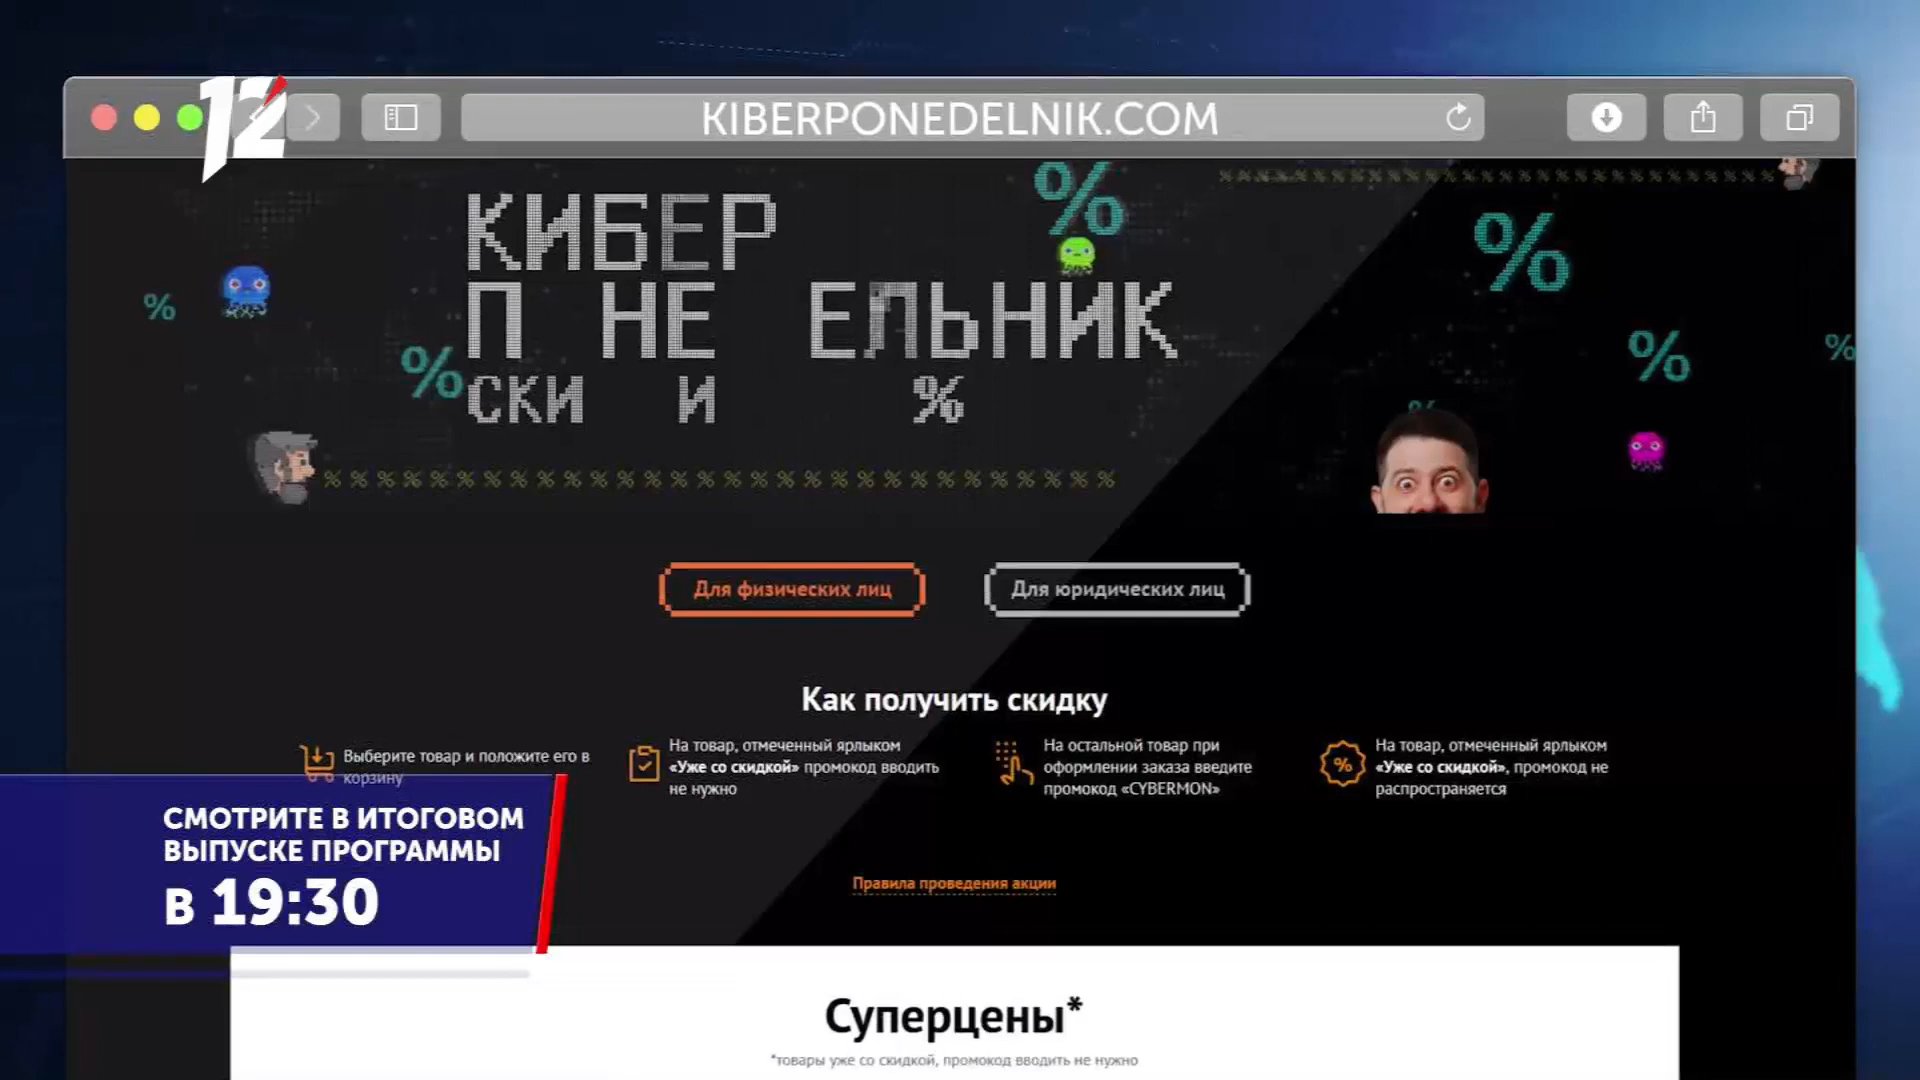 12
KIBERPONEDELNIK.COM
КИБЕР
П НЕ ЕЛЬНИК
СКИ И %
Для физических лиц
Для юридических лиц
Как получить скидку
Выберите товар и положите его в
корзину
На товар, отмеченный ярлыком
«Уже со скидкой» промокод вводить
не нужно
На остальной товар при
оформлении заказа введите
промокод «CYBERMON»
На товар, отмеченный ярлыком
«Уже со скидкой», промокод не
распространяется
СМОТРИТЕ В ИТОГОВОМ
ВЫПУСКЕ ПРОГРАММЫ
В 19:30
Правила проведения акции
Суперцены*
*товары уже со скидкой, промокод вводить не нужно